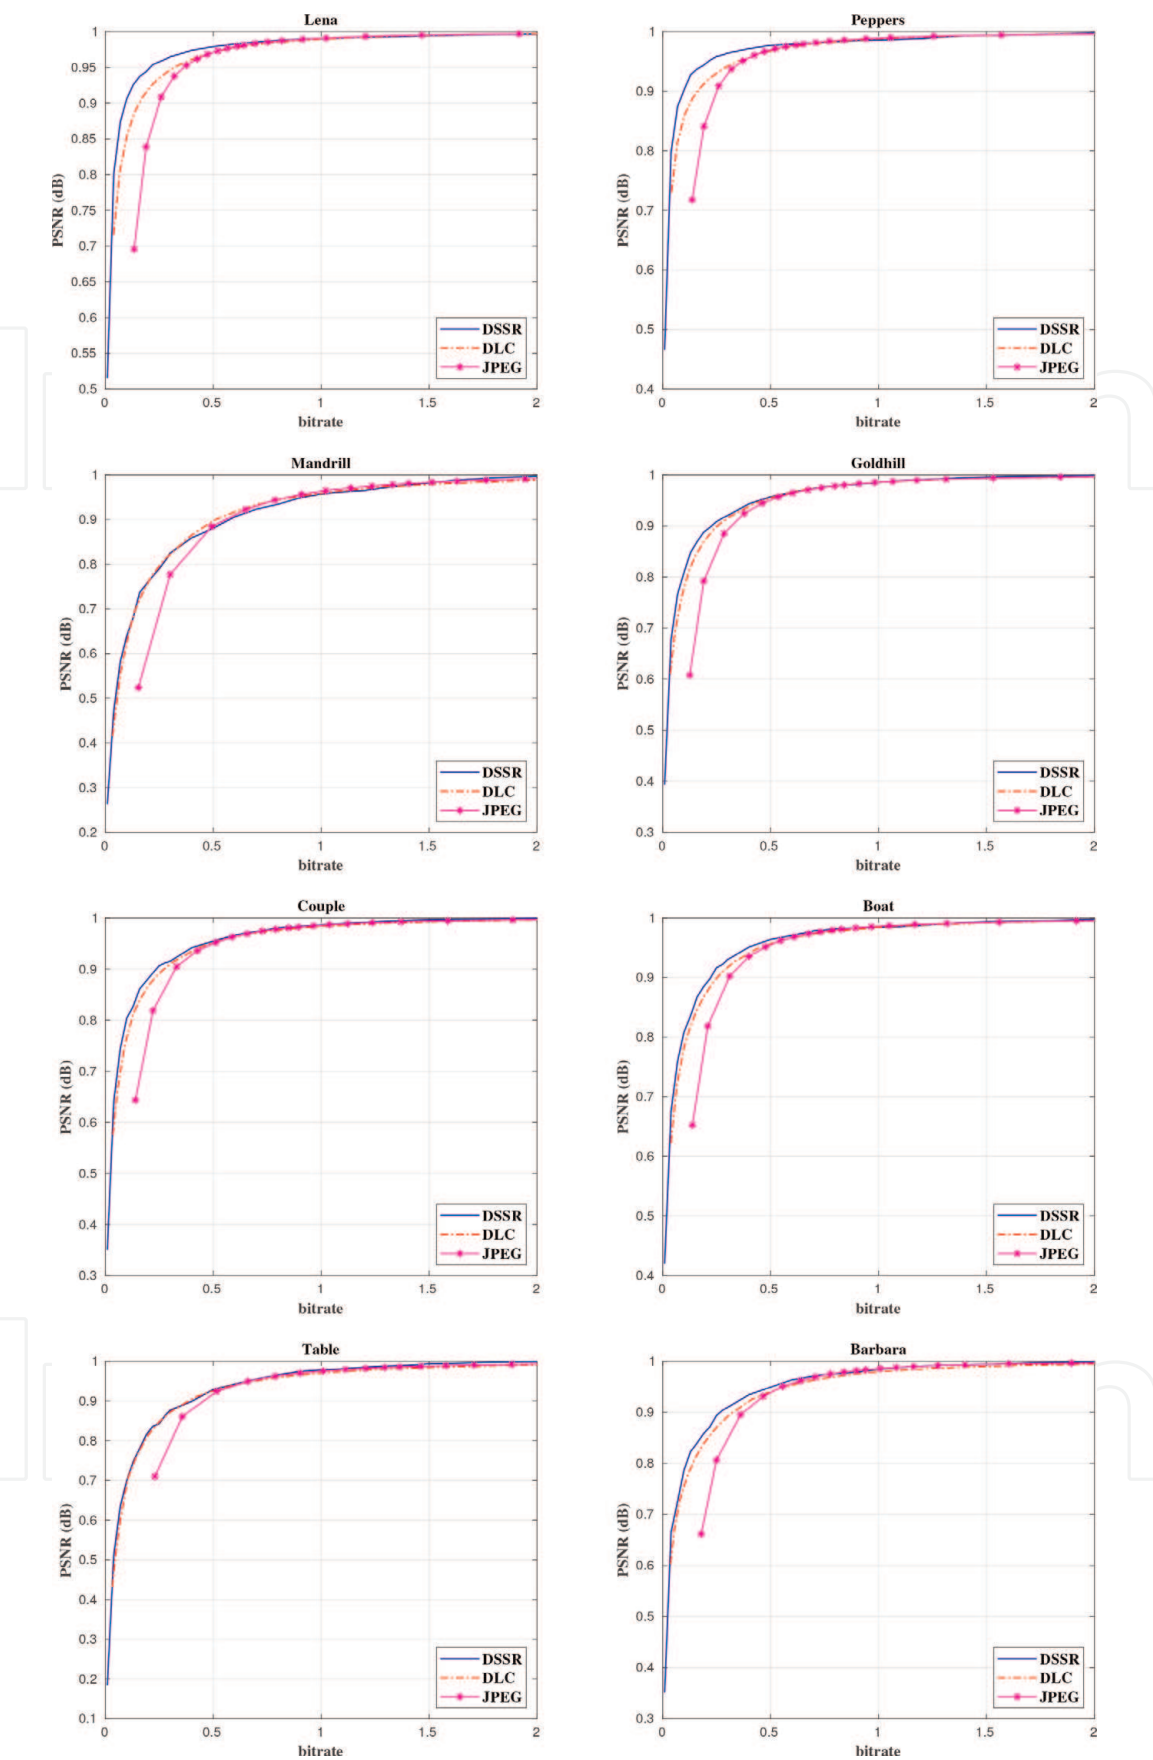 Lena
PSNR (dB)
1
0.95
0.9
0.85
0.8
0.75
0.7
0.65
0.6
0.55
0.5
0
0.5
1
1.5
2
bitrate
DSSR
DLC
JPEG
Peppers
PSNR (dB)
1
0.9
0.8
0.7
0.6
0.5
0.4
0
0.5
1
1.5
2
bitrate
DSSR
DLC
JPEG
Mandrill
PSNR (dB)
1
0.9
0.8
0.7
0.6
0.5
0.4
0.3
0.2
0
0.5
1
1.5
2
bitrate
DSSR
DLC
JPEG
Goldhill
PSNR (dB)
1
0.9
0.8
0.7
0.6
0.5
0.4
0.3
0
0.5
1
1.5
2
bitrate
DSSR
DLC
JPEG
Couple
PSNR (dB)
1
0.9
0.8
0.7
0.6
0.5
0.4
0.3
0
0.5
1
1.5
2
bitrate
DSSR
DLC
JPEG
Boat
PSNR (dB)
1
0.9
0.8
0.7
0.6
0.5
0.4
0
0.5
1
1.5
2
bitrate
DSSR
DLC
JPEG
Table
PSNR (dB)
1
0.9
0.8
0.7
0.6
0.5
0.4
0.3
0.2
0.1
0
0.5
1
1.5
2
bitrate
DSSR
DLC
JPEG
Barbara
PSNR (dB)
1
0.9
0.8
0.7
0.6
0.5
0.4
0.3
0
0.5
1
1.5
2
bitrate
DSSR
DLC
JPEG